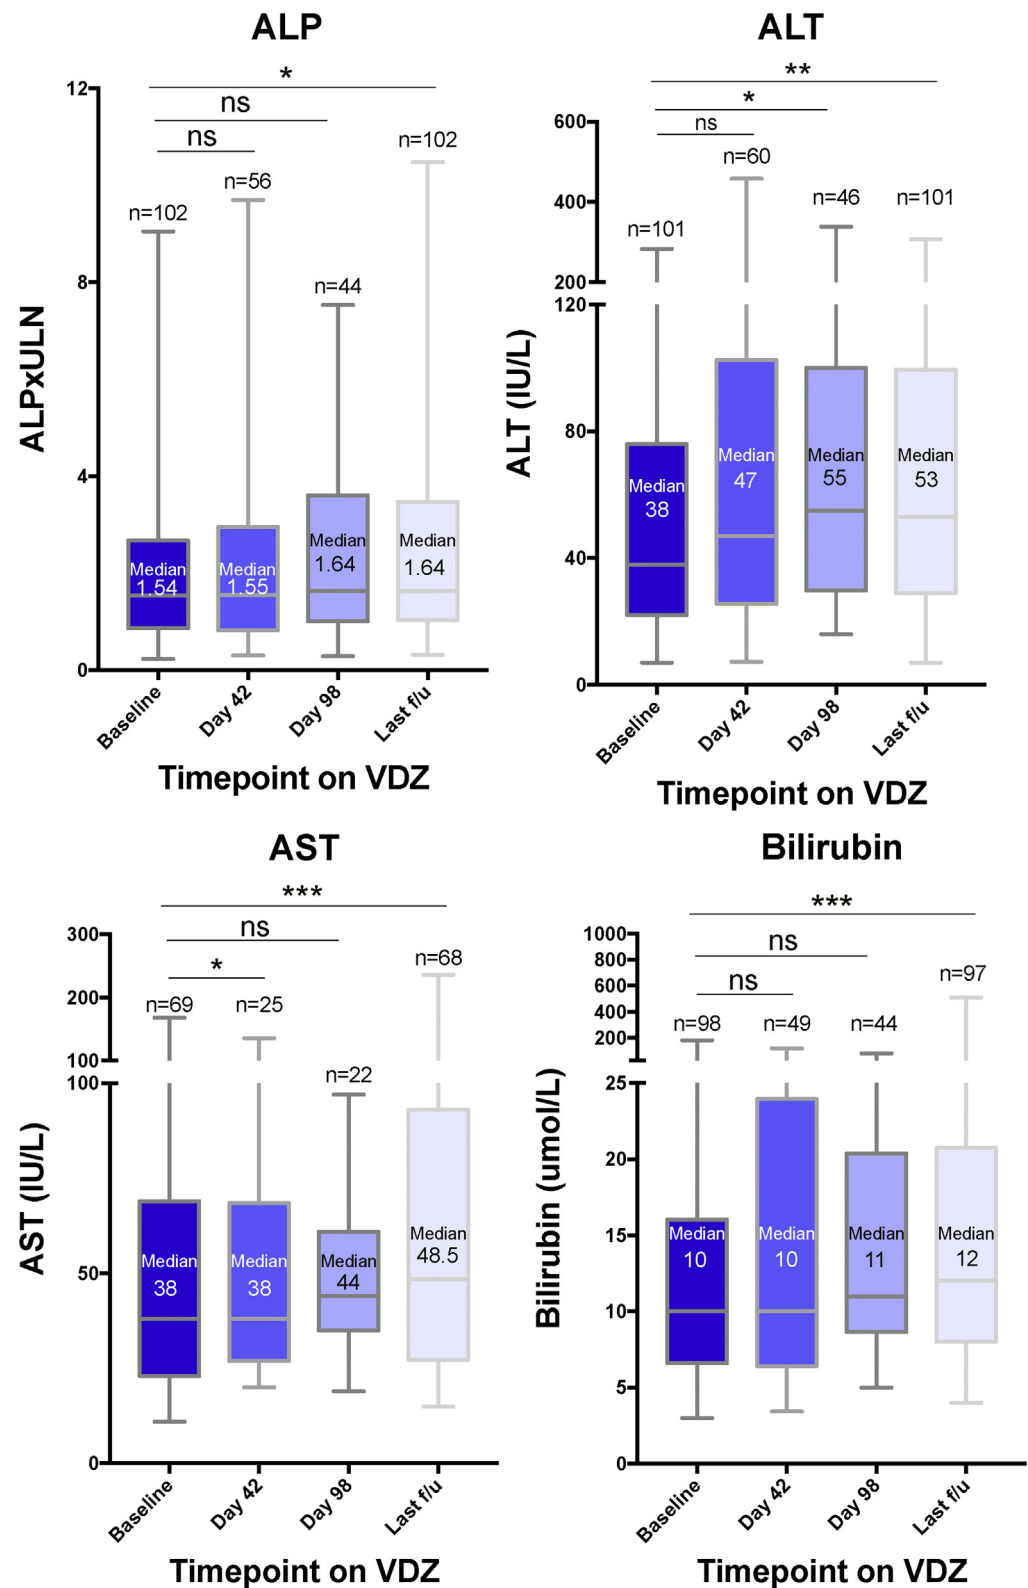 ALP
*
ns
ns
12
8
4
0
ALPxULN
n=102
n=56
n=44
n=102
Median
1.54
Median
1.55
Median
1.64
Median
1.64
Baseline
Day 42
Day 98
Last f/u
Timepoint on VDZ
ALT
**
*
ns
600
400
200
120
80
40
0
ALT (IU/L)
n=101
n=60
n=46
n=101
Median
38
Median
47
Median
55
Median
53
Baseline
Day 42
Day 98
Last f/u
Timepoint on VDZ
AST
***
ns
*
300
200
100
100
50
0
AST (IU/L)
n=69
n=25
n=22
n=68
Median
38
Median
38
Median
44
Median
48.5
Baseline
Day 42
Day 98
Last f/u
Timepoint on VDZ
Bilirubin
***
ns
ns
1000
800
600
400
200
25
20
15
10
5
0
Bilirubin (umol/L)
n=98
n=49
n=44
n=97
Median
10
Median
10
Median
11
Median
12
Baseline
Day 42
Day 98
Last f/u
Timepoint on VDZ